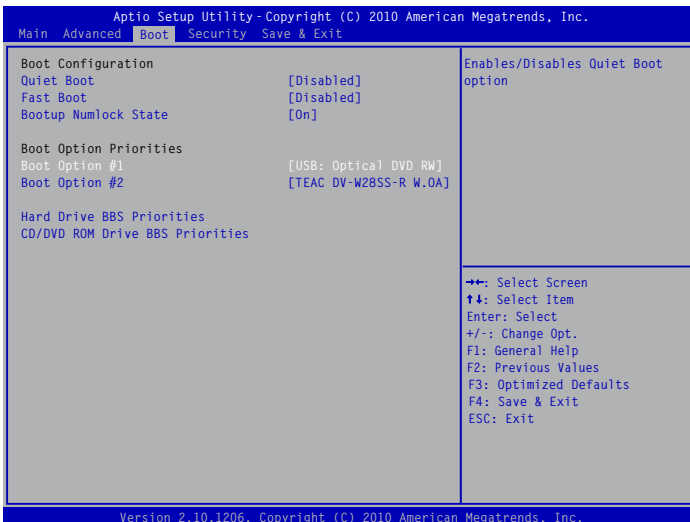 Aptio Setup Utility - Copyright (C) 2010 American Megatrends, Inc.
Main Advanced Boot Security Save & Exit
Boot Configuration
Quiet Boot [Disabled]
Fast Boot [Disabled]
Bootup Numlock State [On]
Boot Option Priorities
Boot Option #1 [USB: Optical DVD RW]
Boot Option #2 [TEAC DV-W28SS-R W.OA]
Hard Drive BBS Priorities
CD/DVD ROM Drive BBS Priorities
Enables/Disables Quiet Boot
option
→←: Select Screen
↑↓: Select Item
Enter: Select
+/-: Change Opt.
F1: General Help
F2: Previous Values
F3: Optimized Defaults
F4: Save & Exit
ESC: Exit
Version 2.10.1206. Copyright (C) 2010 American Megatrends, Inc.